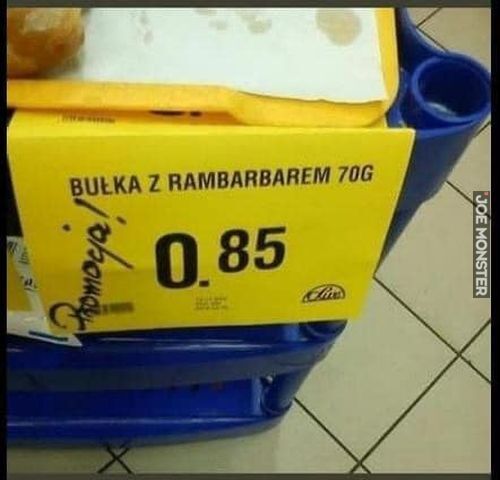 BUŁKA Z RAMBARBAREM 70G
Promocja!
0.85
JOE MONSTER